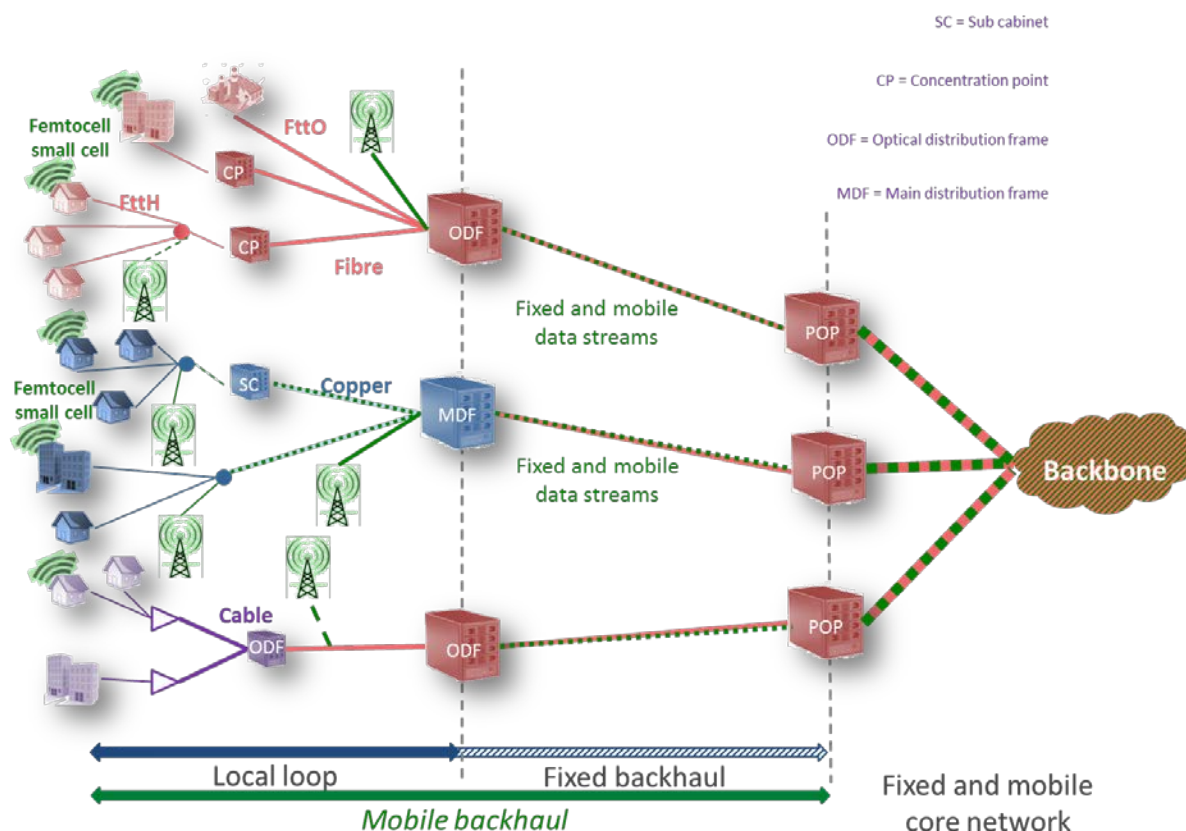 SC = Sub cabinet
CP = Concentration point
ODF = Optical distribution frame
MDF = Main distribution frame
Femtocell
small cell
FttO
CP
FttH
CP
Fibre
ODF
Fixed and mobile
data streams
POP
Femtocell
small cell
SC
Copper
MDF
Fixed and mobile
data streams
POP
Backbone
Cable
ODF
ODF
POP
Local loop
Fixed backhaul
Mobile backhaul
Fixed and mobile
core network